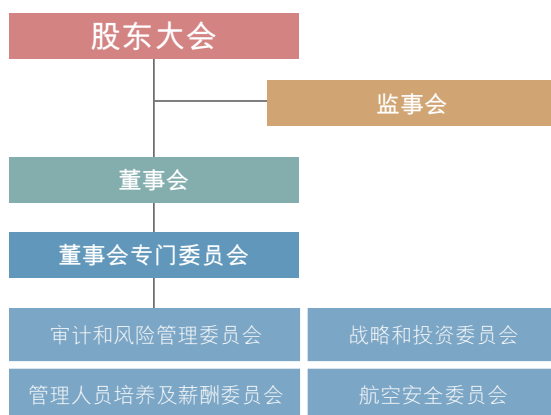 股东大会
监事会
董事会
董事会专门委员会
审计和风险管理委员会
战略和投资委员会
管理人员培养及薪酬委员会
航空安全委员会